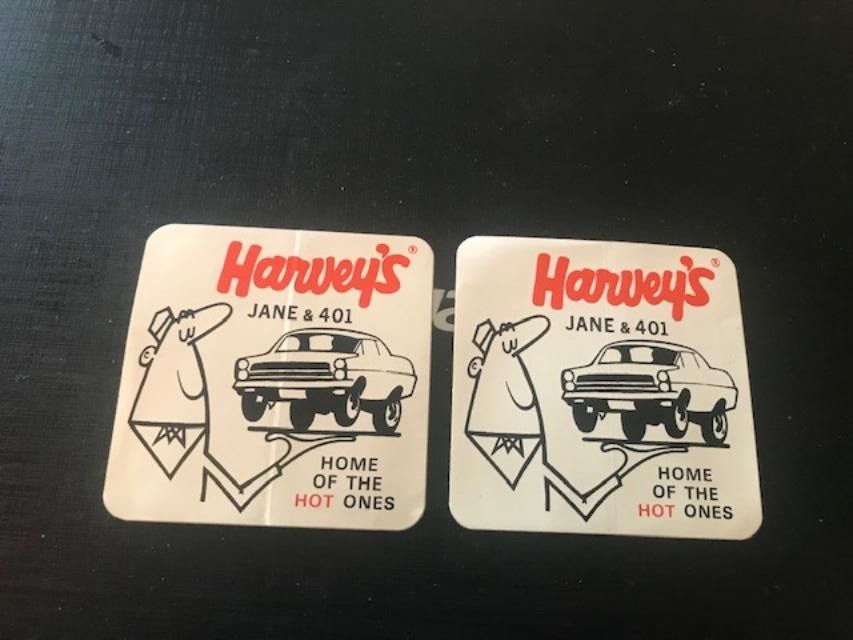 Harvey's®
JANE & 401
HOME
OF THE
HOT ONES
Harvey's®
JANE & 401
HOME
OF THE
HOT ONES